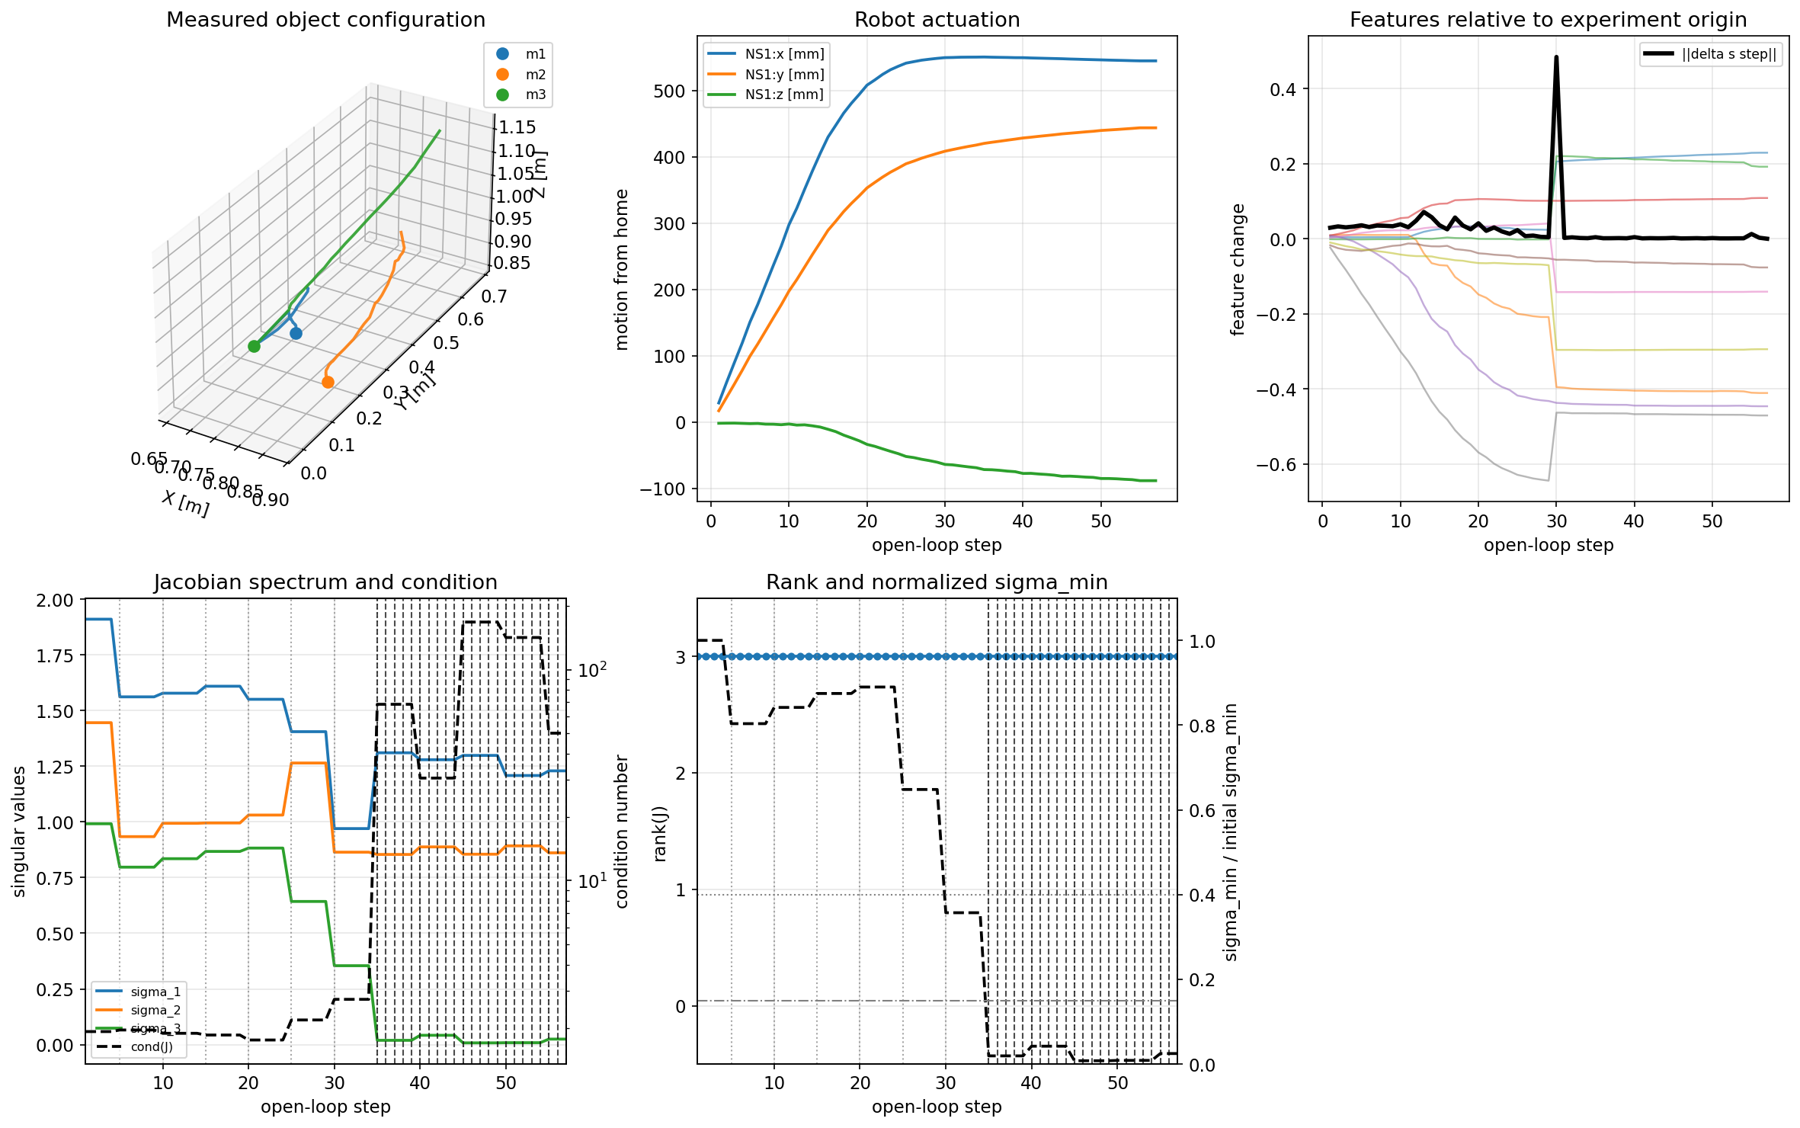 Measured object configuration
m1
m2
m3
1.15
1.10
1.05
1.00
0.95
0.90
0.85
Z [m]
0.7
0.6
0.5
0.4
0.3
0.2
0.1
0.0
Y [m]
0.65
0.70
0.75
0.80
0.85
0.90
X [m]
Robot actuation
NS1:x [mm]
NS1:y [mm]
NS1:z [mm]
500
400
300
200
100
0
−100
motion from home
0 10 20 30 40 50
open-loop step
Features relative to experiment origin
||delta s step||
0.4
0.2
0.0
−0.2
−0.4
−0.6
feature change
0 10 20 30 40 50
open-loop step
Jacobian spectrum and condition
2.00
1.75
1.50
1.25
1.00
0.75
0.50
0.25
0.00
singular values
sigma_1
sigma_2
sigma_3
cond(J)
10²
10¹
condition number
10 20 30 40 50
open-loop step
Rank and normalized sigma_min
3
2
1
0
rank(J)
1.0
0.8
0.6
0.4
0.2
0.0
sigma_min / initial sigma_min
10 20 30 40 50
open-loop step